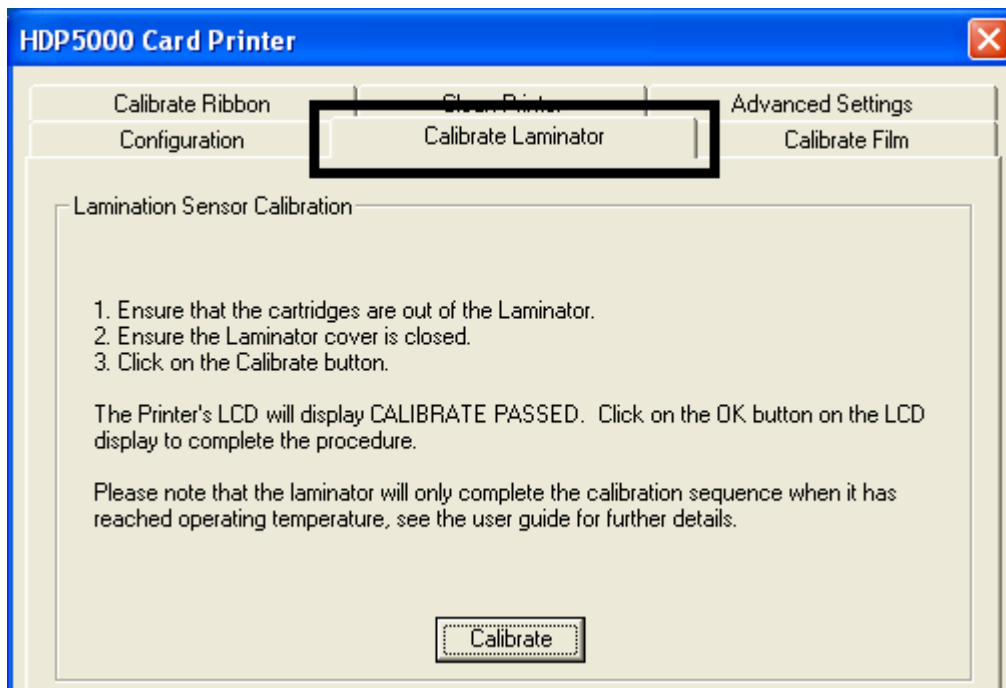 HDP5000 Card Printer
Calibrate Ribbon
Clean Printer
Advanced Settings
Configuration
Calibrate Laminator
Calibrate Film
Lamination Sensor Calibration
1. Ensure that the cartridges are out of the Laminator.
2. Ensure the Laminator cover is closed.
3. Click on the Calibrate button.
The Printer's LCD will display CALIBRATE PASSED. Click on the OK button on the LCD
display to complete the procedure.
Please note that the laminator will only complete the calibration sequence when it has
reached operating temperature, see the user guide for further details.
Calibrate